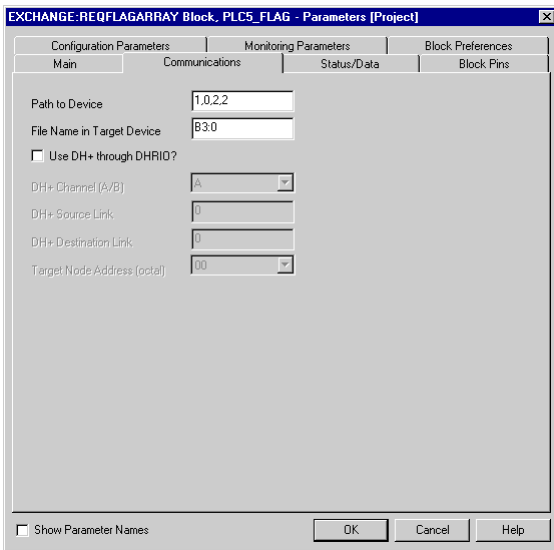 EXCHANGE:REQFLAGARRAY Block, PLC5_FLAG - Parameters [Project]
Configuration Parameters Monitoring Parameters Block Preferences
Main Communications Status/Data Block Pins
Path to Device 1,0,2,2
File Name in Target Device B3:0
Use DH+ through DHRIO?
DH+ Channel (A/B) A
DH+ Source Link 0
DH+ Destination Link 0
Target Node Address (octal) 00
Show Parameter Names OK Cancel Help